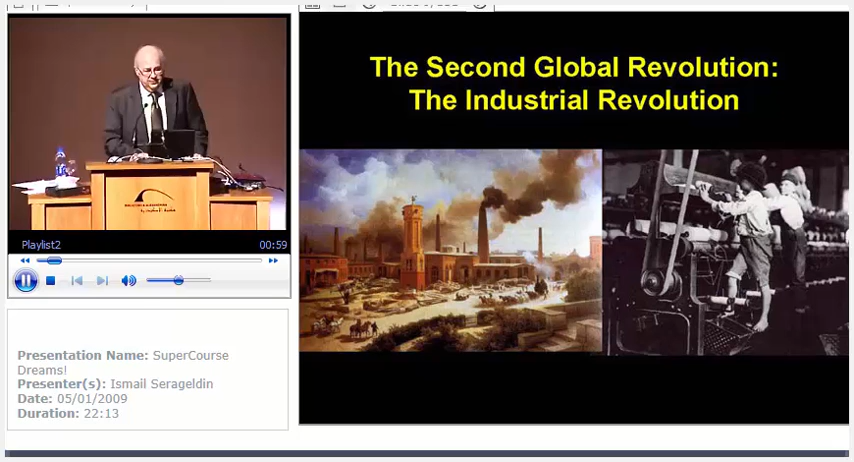 The Second Global Revolution:
The Industrial Revolution
Playlist2 00:59
Presentation Name: SuperCourse
Dreams!
Presenter(s): Ismail Serageldin
Date: 05/01/2009
Duration: 22:13